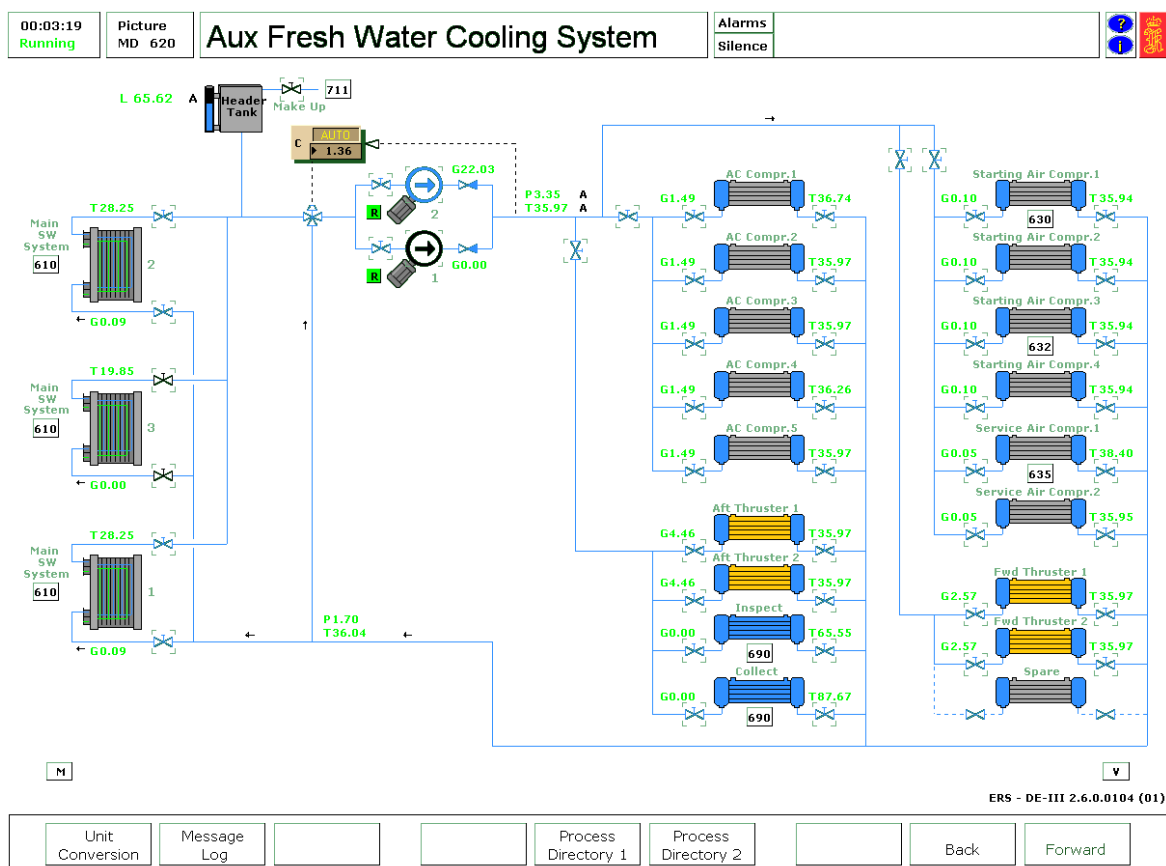 00:03:19
Running
Picture
MD 620
Aux Fresh Water Cooling System
Alarms
Silence
?
i
L 65.62
A
Header
Tank
Make Up
711
C
AUTO
1.36
G22.03
R
2
R
1
G0.00
P3.35 A
T35.97 A
T28.25
Main
SW
System
610
2
G0.09
T19.85
Main
SW
System
610
3
G0.00
T28.25
Main
SW
System
610
1
G0.09
P1.70
T36.04
AC Compr.1
G1.49
T36.74
AC Compr.2
G1.49
T35.97
AC Compr.3
G1.49
T35.97
AC Compr.4
G1.49
T36.26
AC Compr.5
G1.49
T35.97
Aft Thruster 1
G4.46
T35.97
Aft Thruster 2
G4.46
T35.97
Inspect
G0.00
T65.55
690
Collect
G0.00
T87.67
690
Starting Air Compr.1
G0.10
T35.94
630
Starting Air Compr.2
G0.10
T35.94
Starting Air Compr.3
G0.10
T35.94
632
Starting Air Compr.4
G0.10
T35.94
Service Air Compr.1
G0.05
T38.40
635
Service Air Compr.2
G0.05
T35.95
Fwd Thruster 1
G2.57
T35.97
Fwd Thruster 2
G2.57
T35.97
Spare
M
V
ERS - DE-III 2.6.0.0104 (01)
Unit
Conversion
Message
Log
Process
Directory 1
Process
Directory 2
Back
Forward